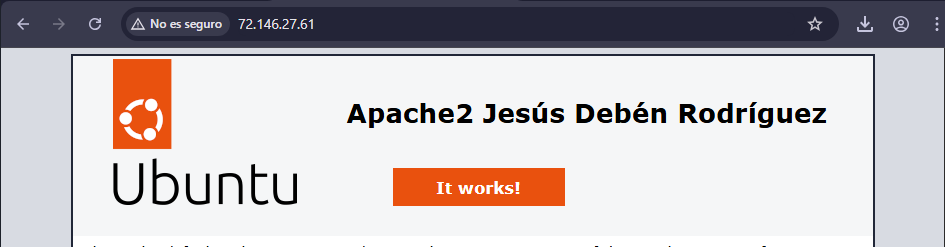 No es seguro 72.146.27.61
Apache2 Jesús Debén Rodríguez
Ubuntu
It works!